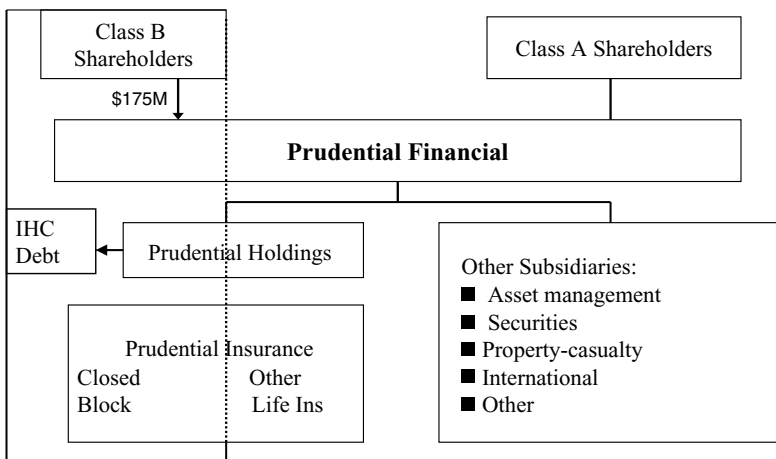 Class B
Shareholders
Class A Shareholders
$175M
Prudential Financial
IHC
Debt
Prudential Holdings
Other Subsidiaries:
■ Asset management
■ Securities
■ Property-casualty
■ International
■ Other
Prudential Insurance
Closed Other
Block Life Ins